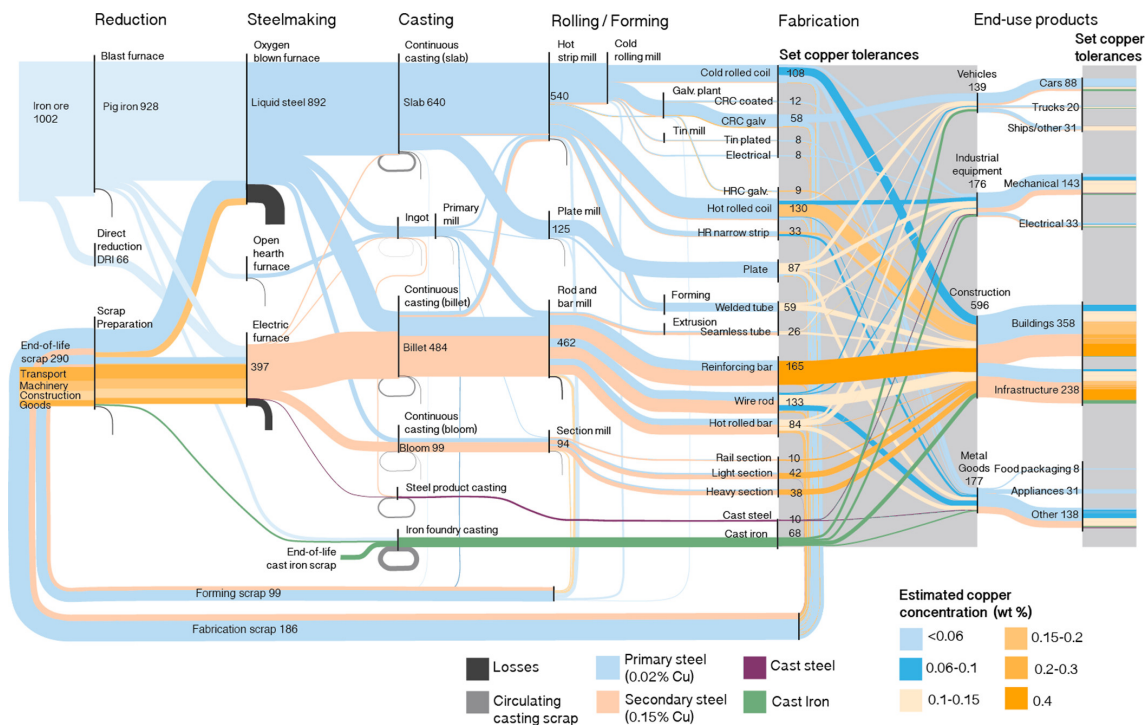 Reduction
Steelmaking
Casting
Rolling / Forming
Fabrication
End-use products
Blast furnace
Iron ore
1002
Pig iron 928
Direct
reduction
DRI 66
Scrap
Preparation
End-of-life
scrap 290
Transport
Machinery
Construction
Goods
Oxygen
blown furnace
Liquid steel 892
Open
hearth
furnace
Electric
furnace
397
Continuous
casting (slab)
Slab 640
Ingot
Primary
mill
Continuous
casting (billet)
Billet 484
Continuous
casting (bloom)
Bloom 99
Steel product casting
Iron foundry casting
End-of-life
cast iron scrap
Forming scrap 99
Fabrication scrap 186
Hot
strip mill
540
Cold
rolling mill
Galv. plant
Tin mill
Plate mill
125
Rod and
bar mill
462
Forming
Extrusion
Section mill
94
Set copper tolerances
Cold rolled coil 108
CRC coated 12
CRC galv 58
Tin plated 8
Electrical 8
HRC galv. 9
Hot rolled coil 130
HR narrow strip 33
Plate 87
Welded tube 59
Seamless tube 26
Reinforcing bar 165
Wire rod 133
Hot rolled bar 84
Rail section 10
Light section 42
Heavy section 38
Cast steel 10
Cast iron 68
Vehicles
139
Industrial
equipment
176
Construction
596
Metal
Goods
177
Set copper
tolerances
Cars 88
Trucks 20
Ships/other 31
Mechanical 143
Electrical 33
Buildings 358
Infrastructure 238
Food packaging 8
Appliances 31
Other 138
Losses
Circulating
casting scrap
Primary steel
(0.02% Cu)
Secondary steel
(0.15% Cu)
Cast steel
Cast Iron
Estimated copper
concentration (wt %)
<0.06
0.06-0.1
0.1-0.15
0.15-0.2
0.2-0.3
0.4